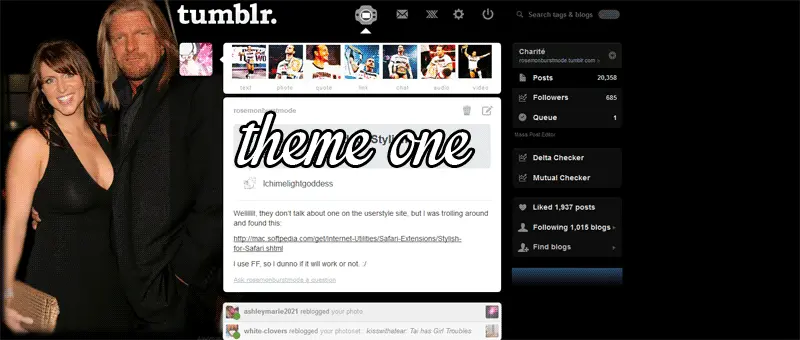 tumblr.
Search tags & blogs
text photo quote link chat audio video
Charité
rosemonburstmode.tumblr.com
Posts 20,358
Followers 685
Queue 1
Mass Post Editor
Delta Checker
Mutual Checker
Liked 1,937 posts
Following 1,015 blogs
Find blogs
rosemonburstmode
theme one
lchimelightgoddess
Wellllll, they don't talk about one on the userstyle site, but I was trolling around
and found this:
http://mac.softpedia.com/get/Internet-Utilities/Safari-Extensions/Stylish-
for-Safari.shtml
I use FF, so I dunno if it will work or not. :/
Ask rosemonburstmode a question
ashleymarie2021 reblogged your photo
white-clovers reblogged your photoset: kisswithafear: Tai has Girl Troubles